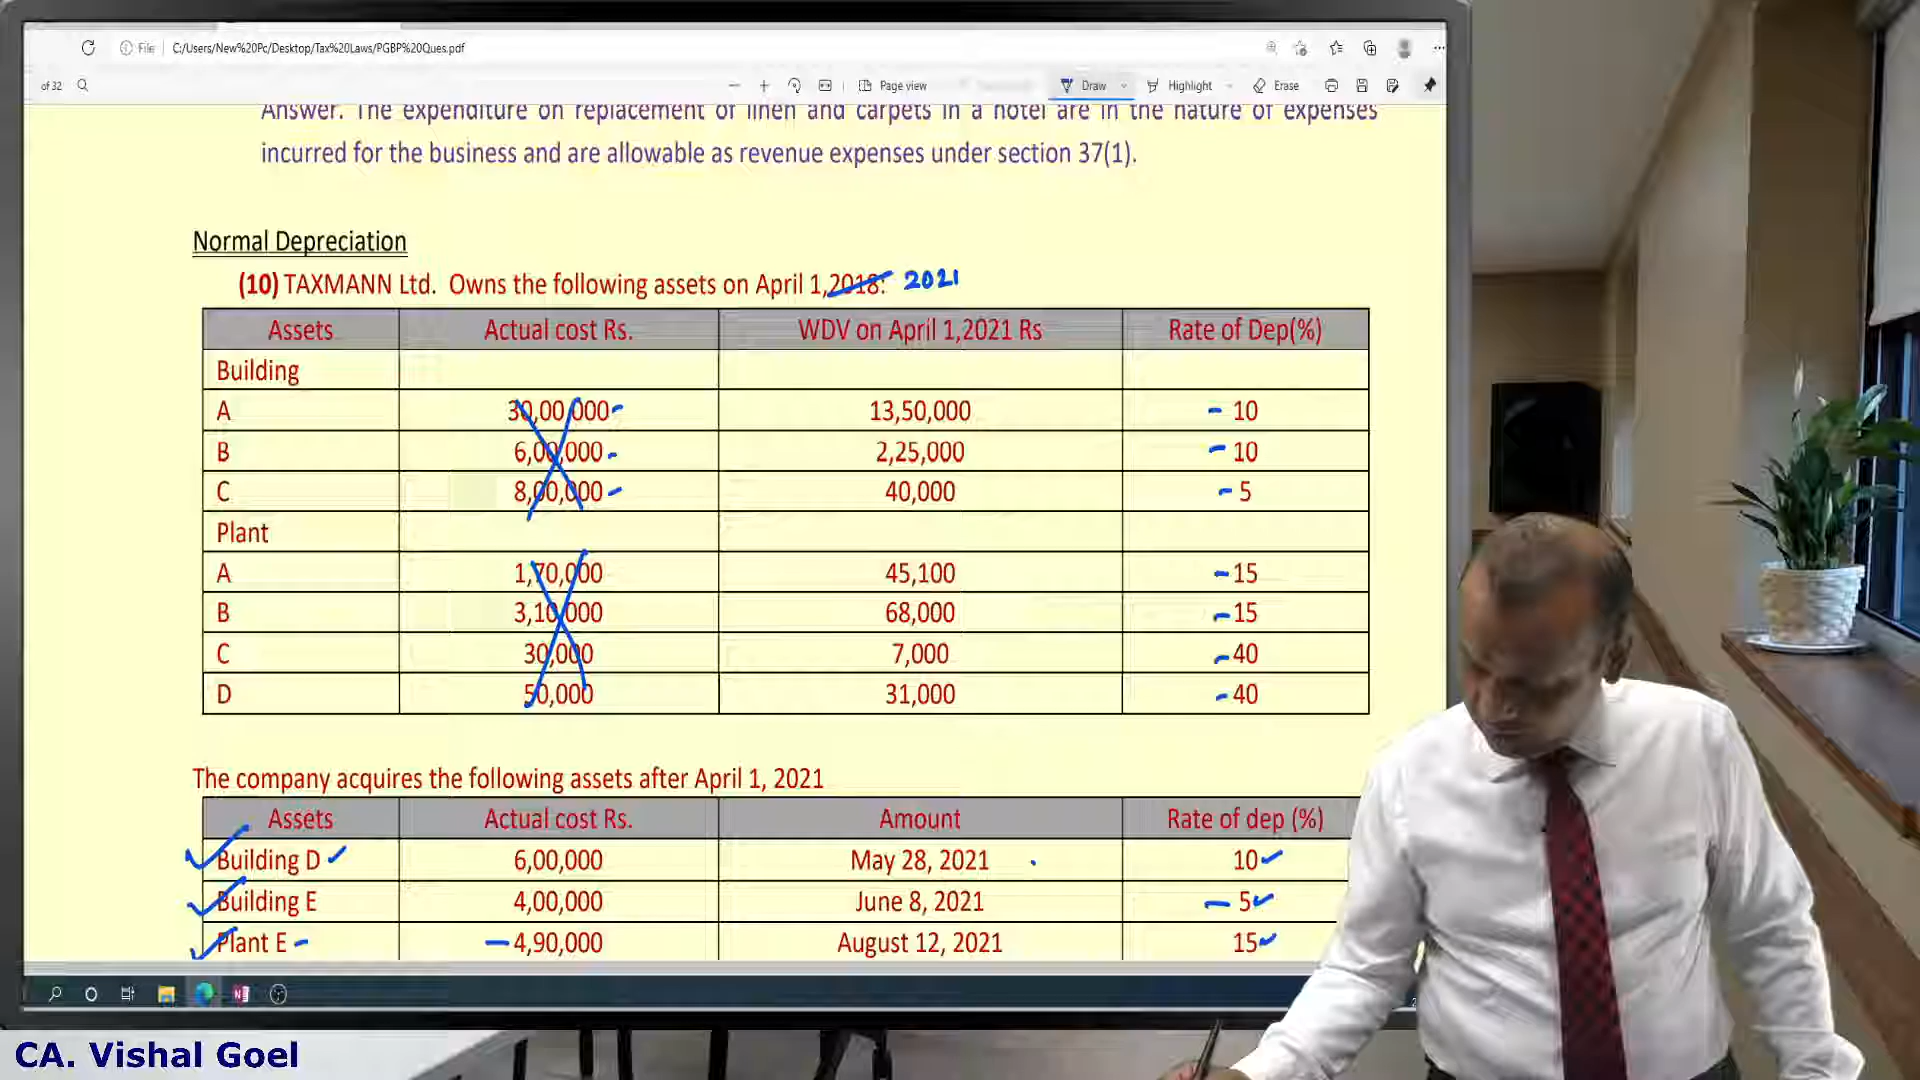 File C:/Users/New%20Pc/Desktop/Tax%20Laws/PGBP%20Ques.pdf
of 32 Page view Draw Highlight Erase
Answer. The expenditure on replacement of linen and carpets in a hotel are in the nature of expenses
incurred for the business and are allowable as revenue expenses under section 37(1).
Normal Depreciation
(10) TAXMANN Ltd. Owns the following assets on April 1,2018: 2021
Assets Actual cost Rs. WDV on April 1,2021 Rs Rate of Dep(%)
Building
A 30,00,000 13,50,000 10
B 6,00,000 2,25,000 10
C 8,00,000 40,000 5
Plant
A 1,70,000 45,100 15
B 3,10,000 68,000 15
C 30,000 7,000 40
D 50,000 31,000 40
The company acquires the following assets after April 1, 2021
Assets Actual cost Rs. Amount Rate of dep (%)
Building D 6,00,000 May 28, 2021 10
Building E 4,00,000 June 8, 2021 5
Plant E 4,90,000 August 12, 2021 15
CA. Vishal Goel